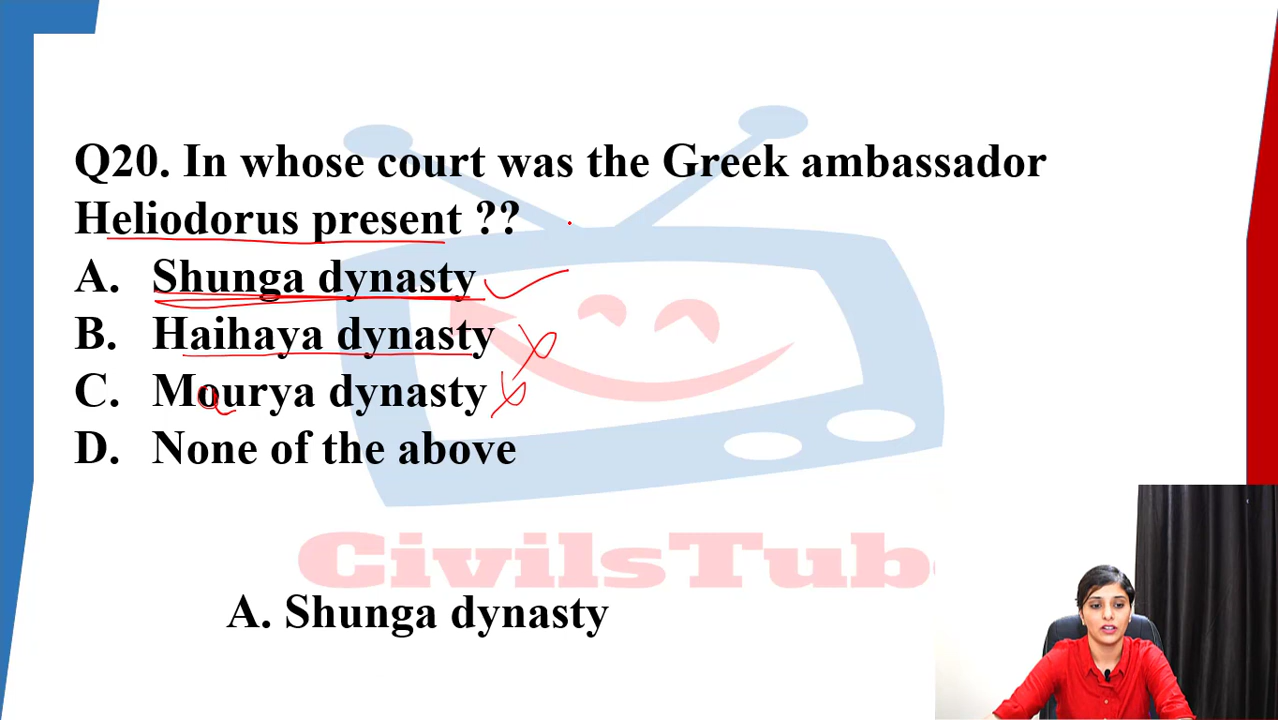 Q20. In whose court was the Greek ambassador
Heliodorus present ??
A. Shunga dynasty
B. Haihaya dynasty
C. Mourya dynasty
D. None of the above
CivilsTub
A. Shunga dynasty